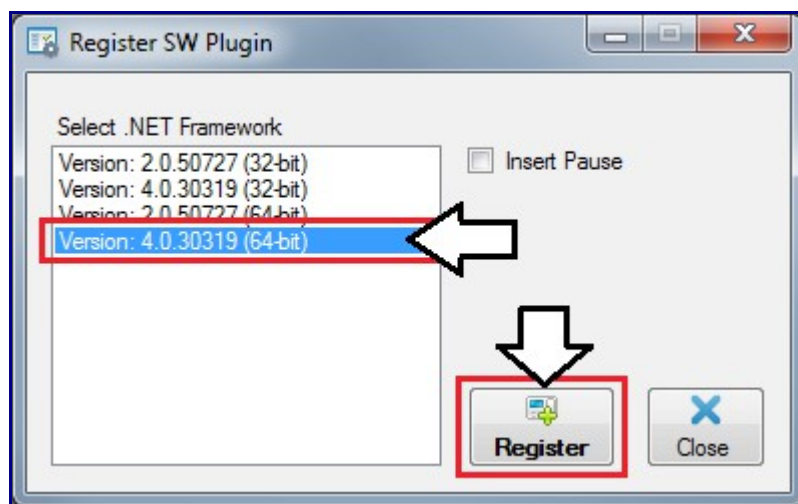 Register SW Plugin
Select .NET Framework
Version: 2.0.50727 (32-bit)
Insert Pause
Version: 4.0.30319 (32-bit)
Version: 2.0.50727 (64-bit)
Version: 4.0.30319 (64-bit)
Register
Close